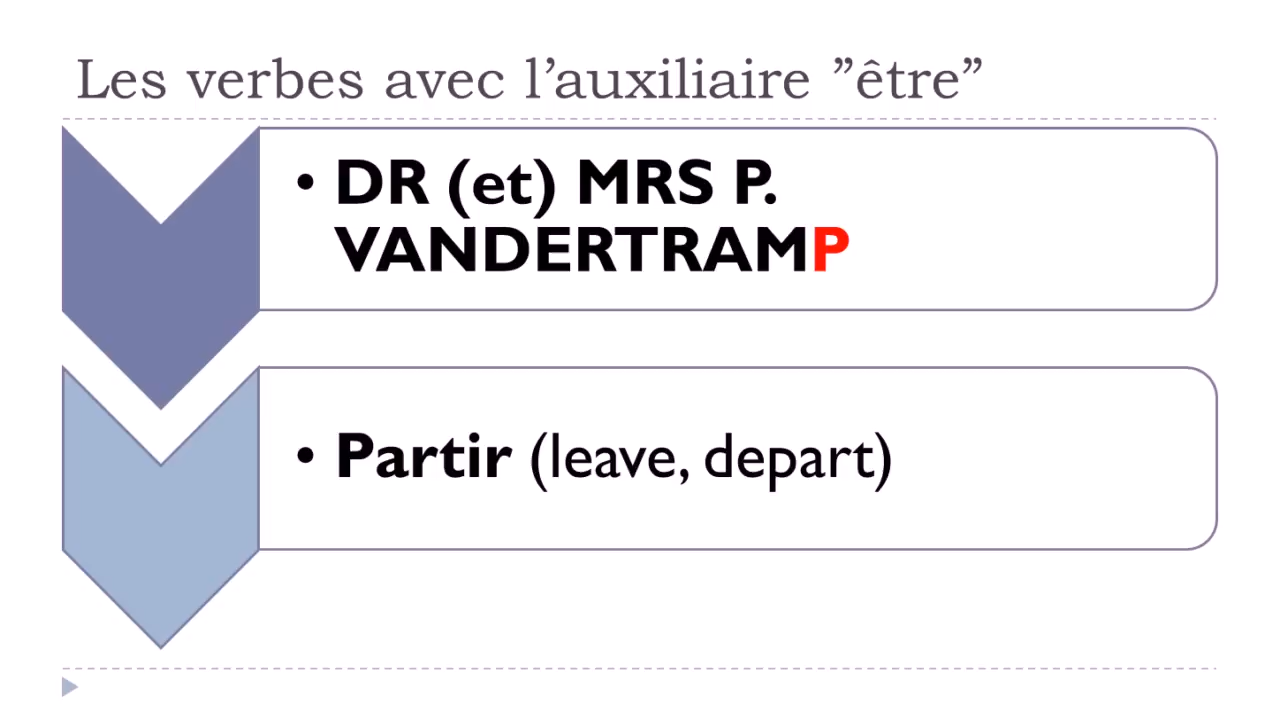 Les verbes avec l’auxiliaire ”être”
• DR (et) MRS P.
VANDERTRAMP
• Partir (leave, depart)